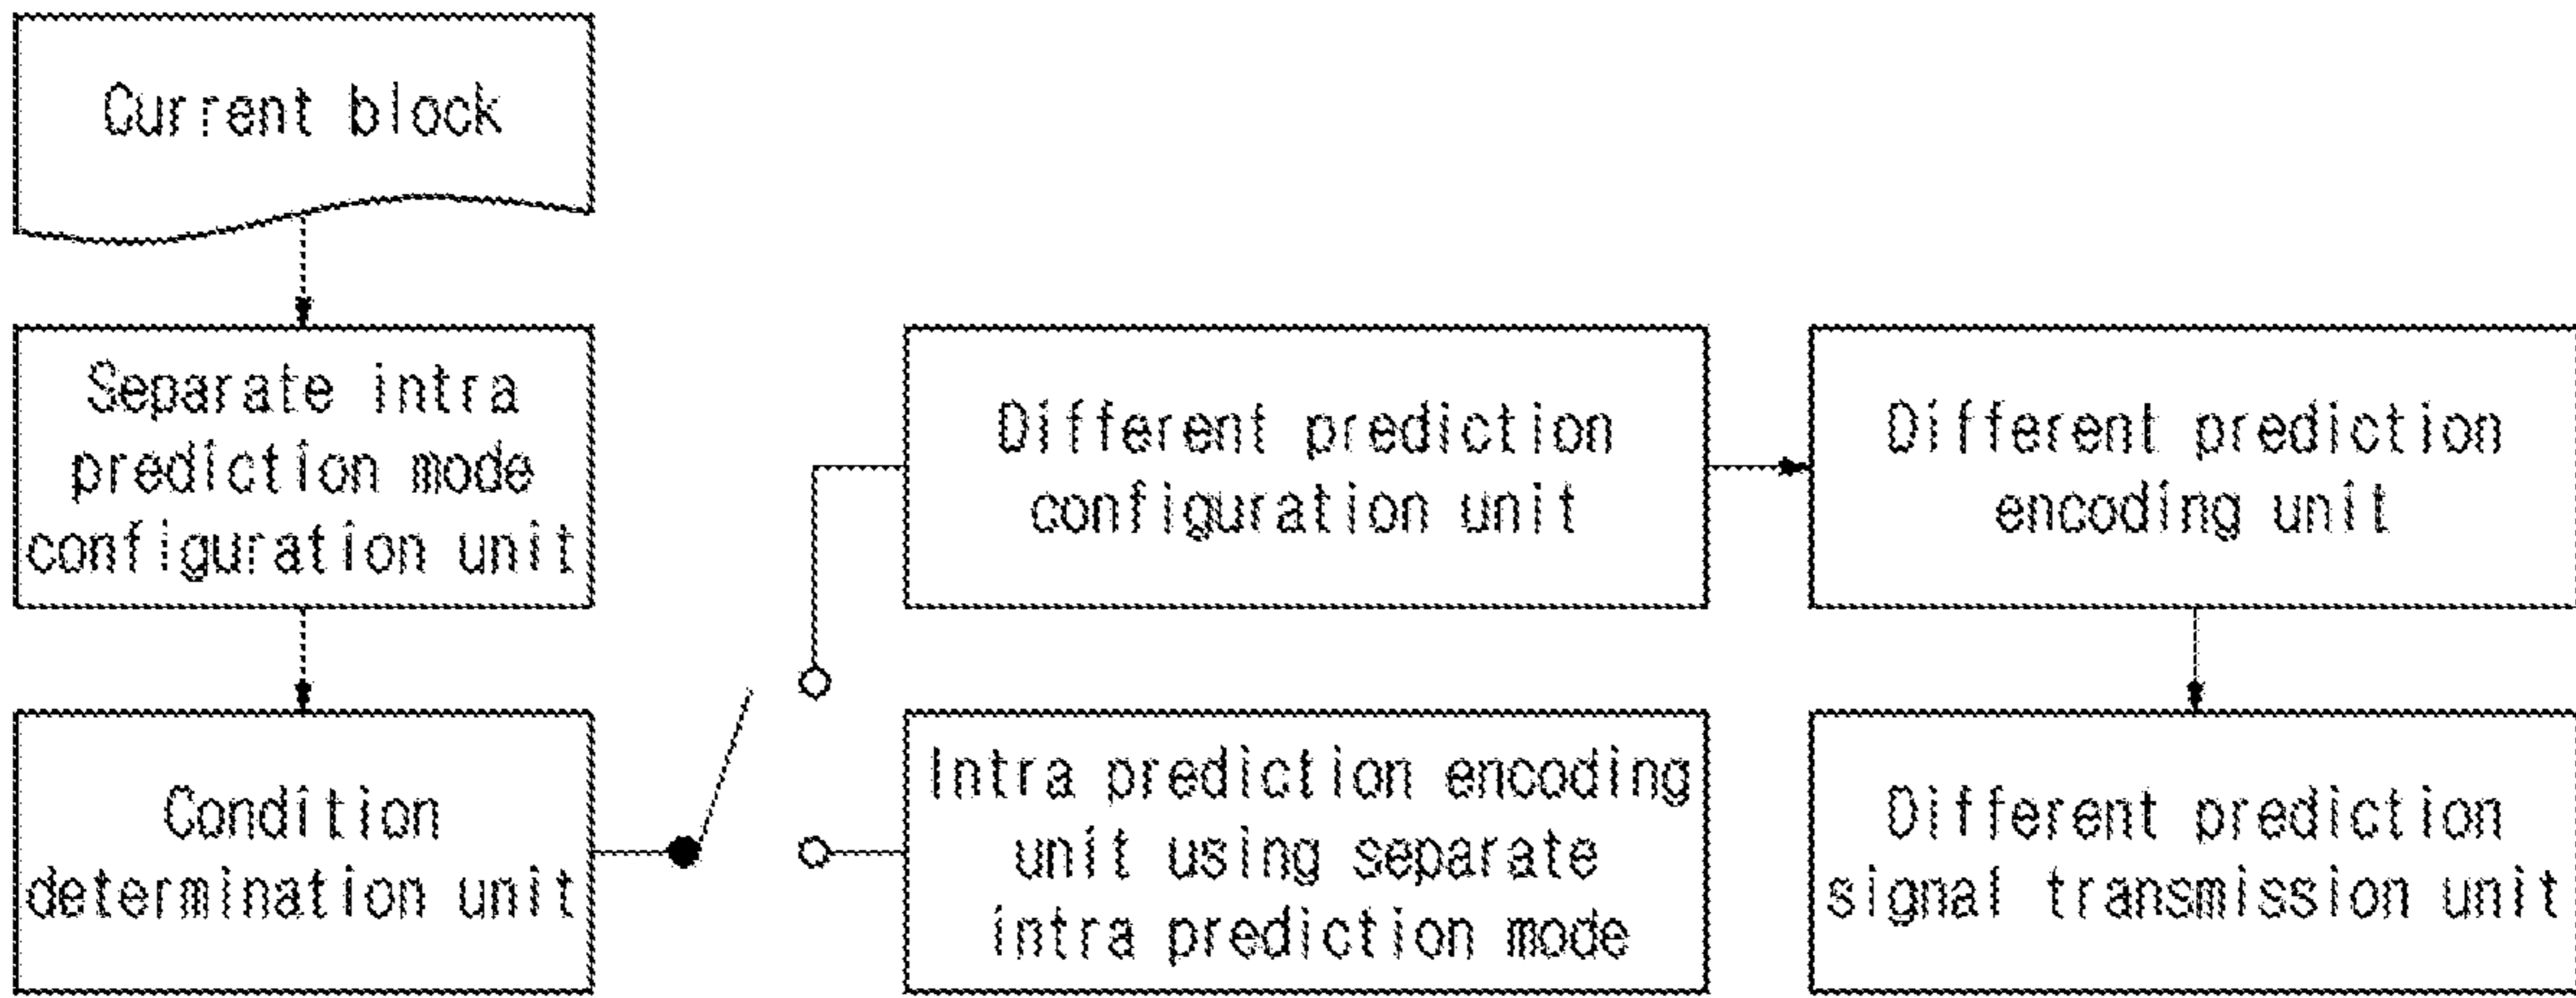 Current block
Separate intra
prediction mode
configuration unit
Condition
determination unit
Different prediction
configuration unit
Intra prediction encoding
unit using separate
intra prediction mode
Different prediction
encoding unit
Different prediction
signal transmission unit